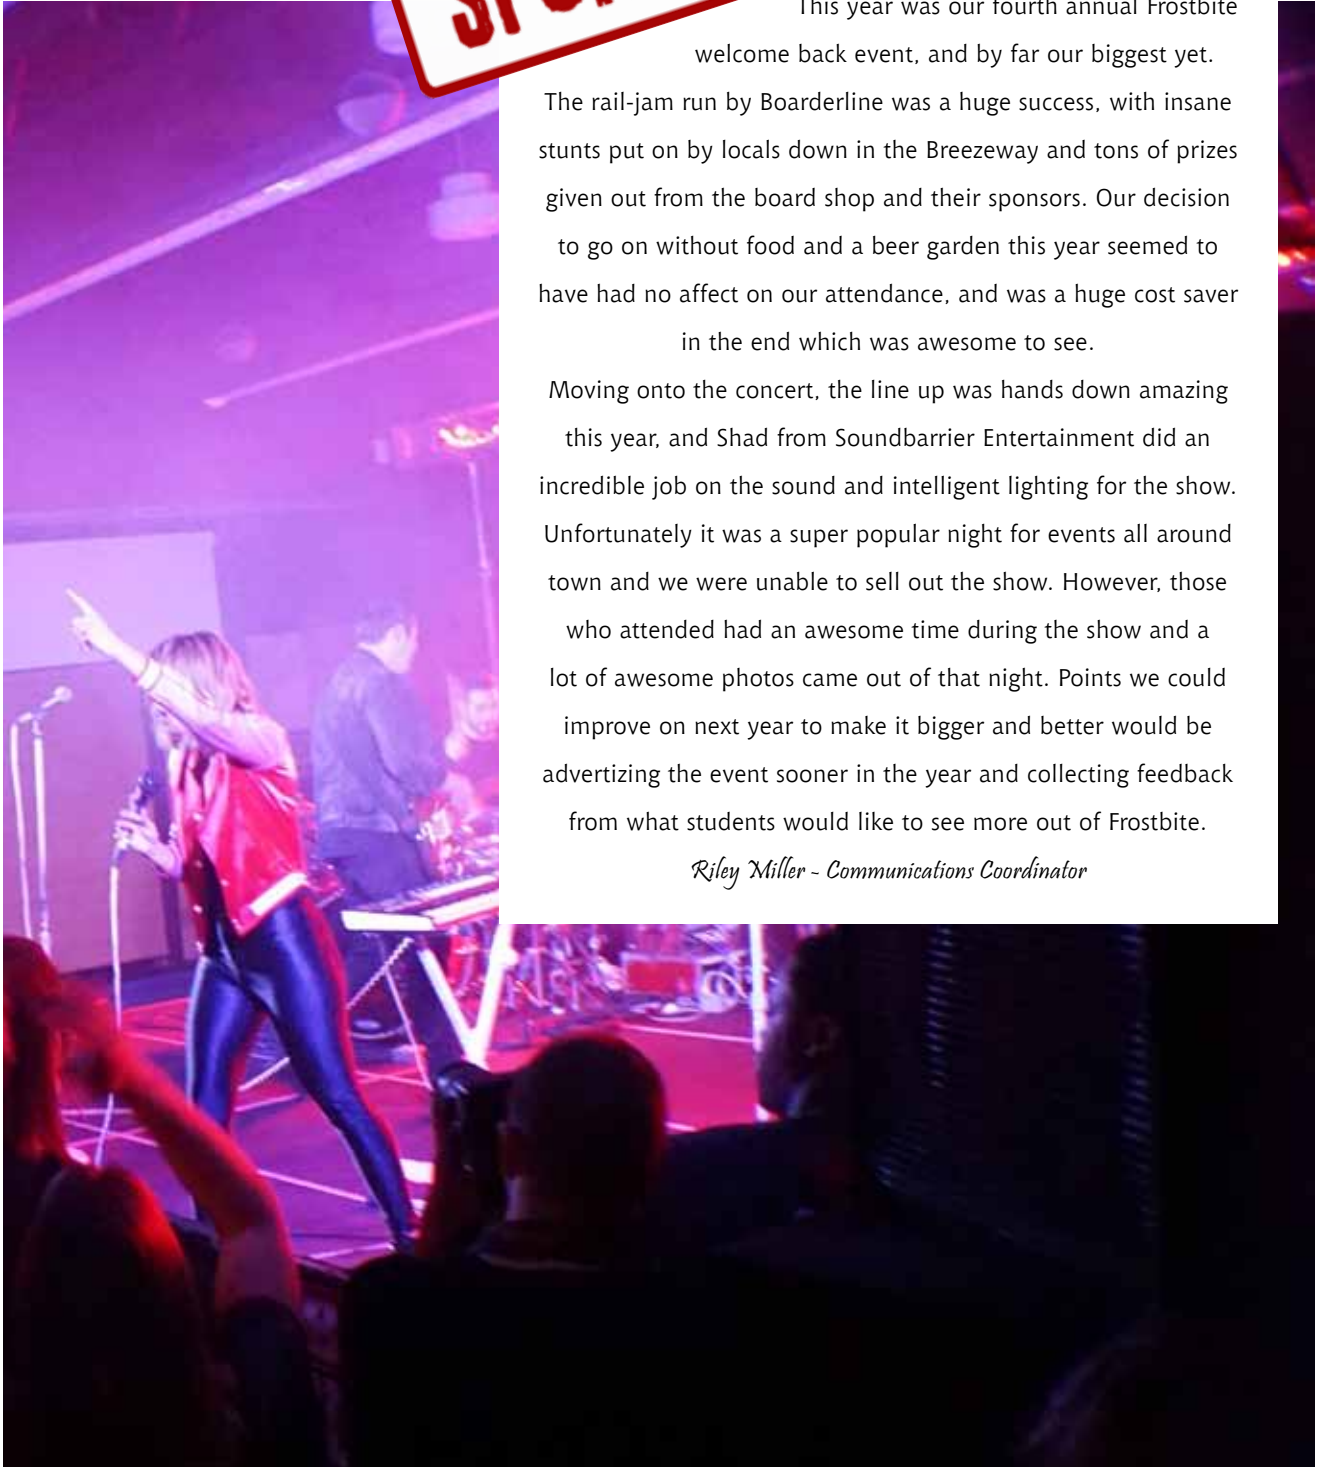 This year was our fourth annual Frostbite
welcome back event, and by far our biggest yet.
The rail-jam run by Boarderline was a huge success, with insane
stunts put on by locals down in the Breezeway and tons of prizes
given out from the board shop and their sponsors. Our decision
to go on without food and a beer garden this year seemed to
have had no affect on our attendance, and was a huge cost saver
in the end which was awesome to see.
Moving onto the concert, the line up was hands down amazing
this year, and Shad from Soundbarrier Entertainment did an
incredible job on the sound and intelligent lighting for the show.
Unfortunately it was a super popular night for events all around
town and we were unable to sell out the show. However, those
who attended had an awesome time during the show and a
lot of awesome photos came out of that night. Points we could
improve on next year to make it bigger and better would be
advertizing the event sooner in the year and collecting feedback
from what students would like to see more out of Frostbite.
Riley Miller - Communications Coordinator